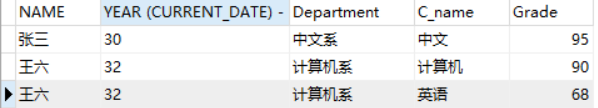 NAME YEAR (CURRENT_DATE) - Department C_name Grade
张三 30 中文系 中文 95
王六 32 计算机系 计算机 90
王六 32 计算机系 英语 68